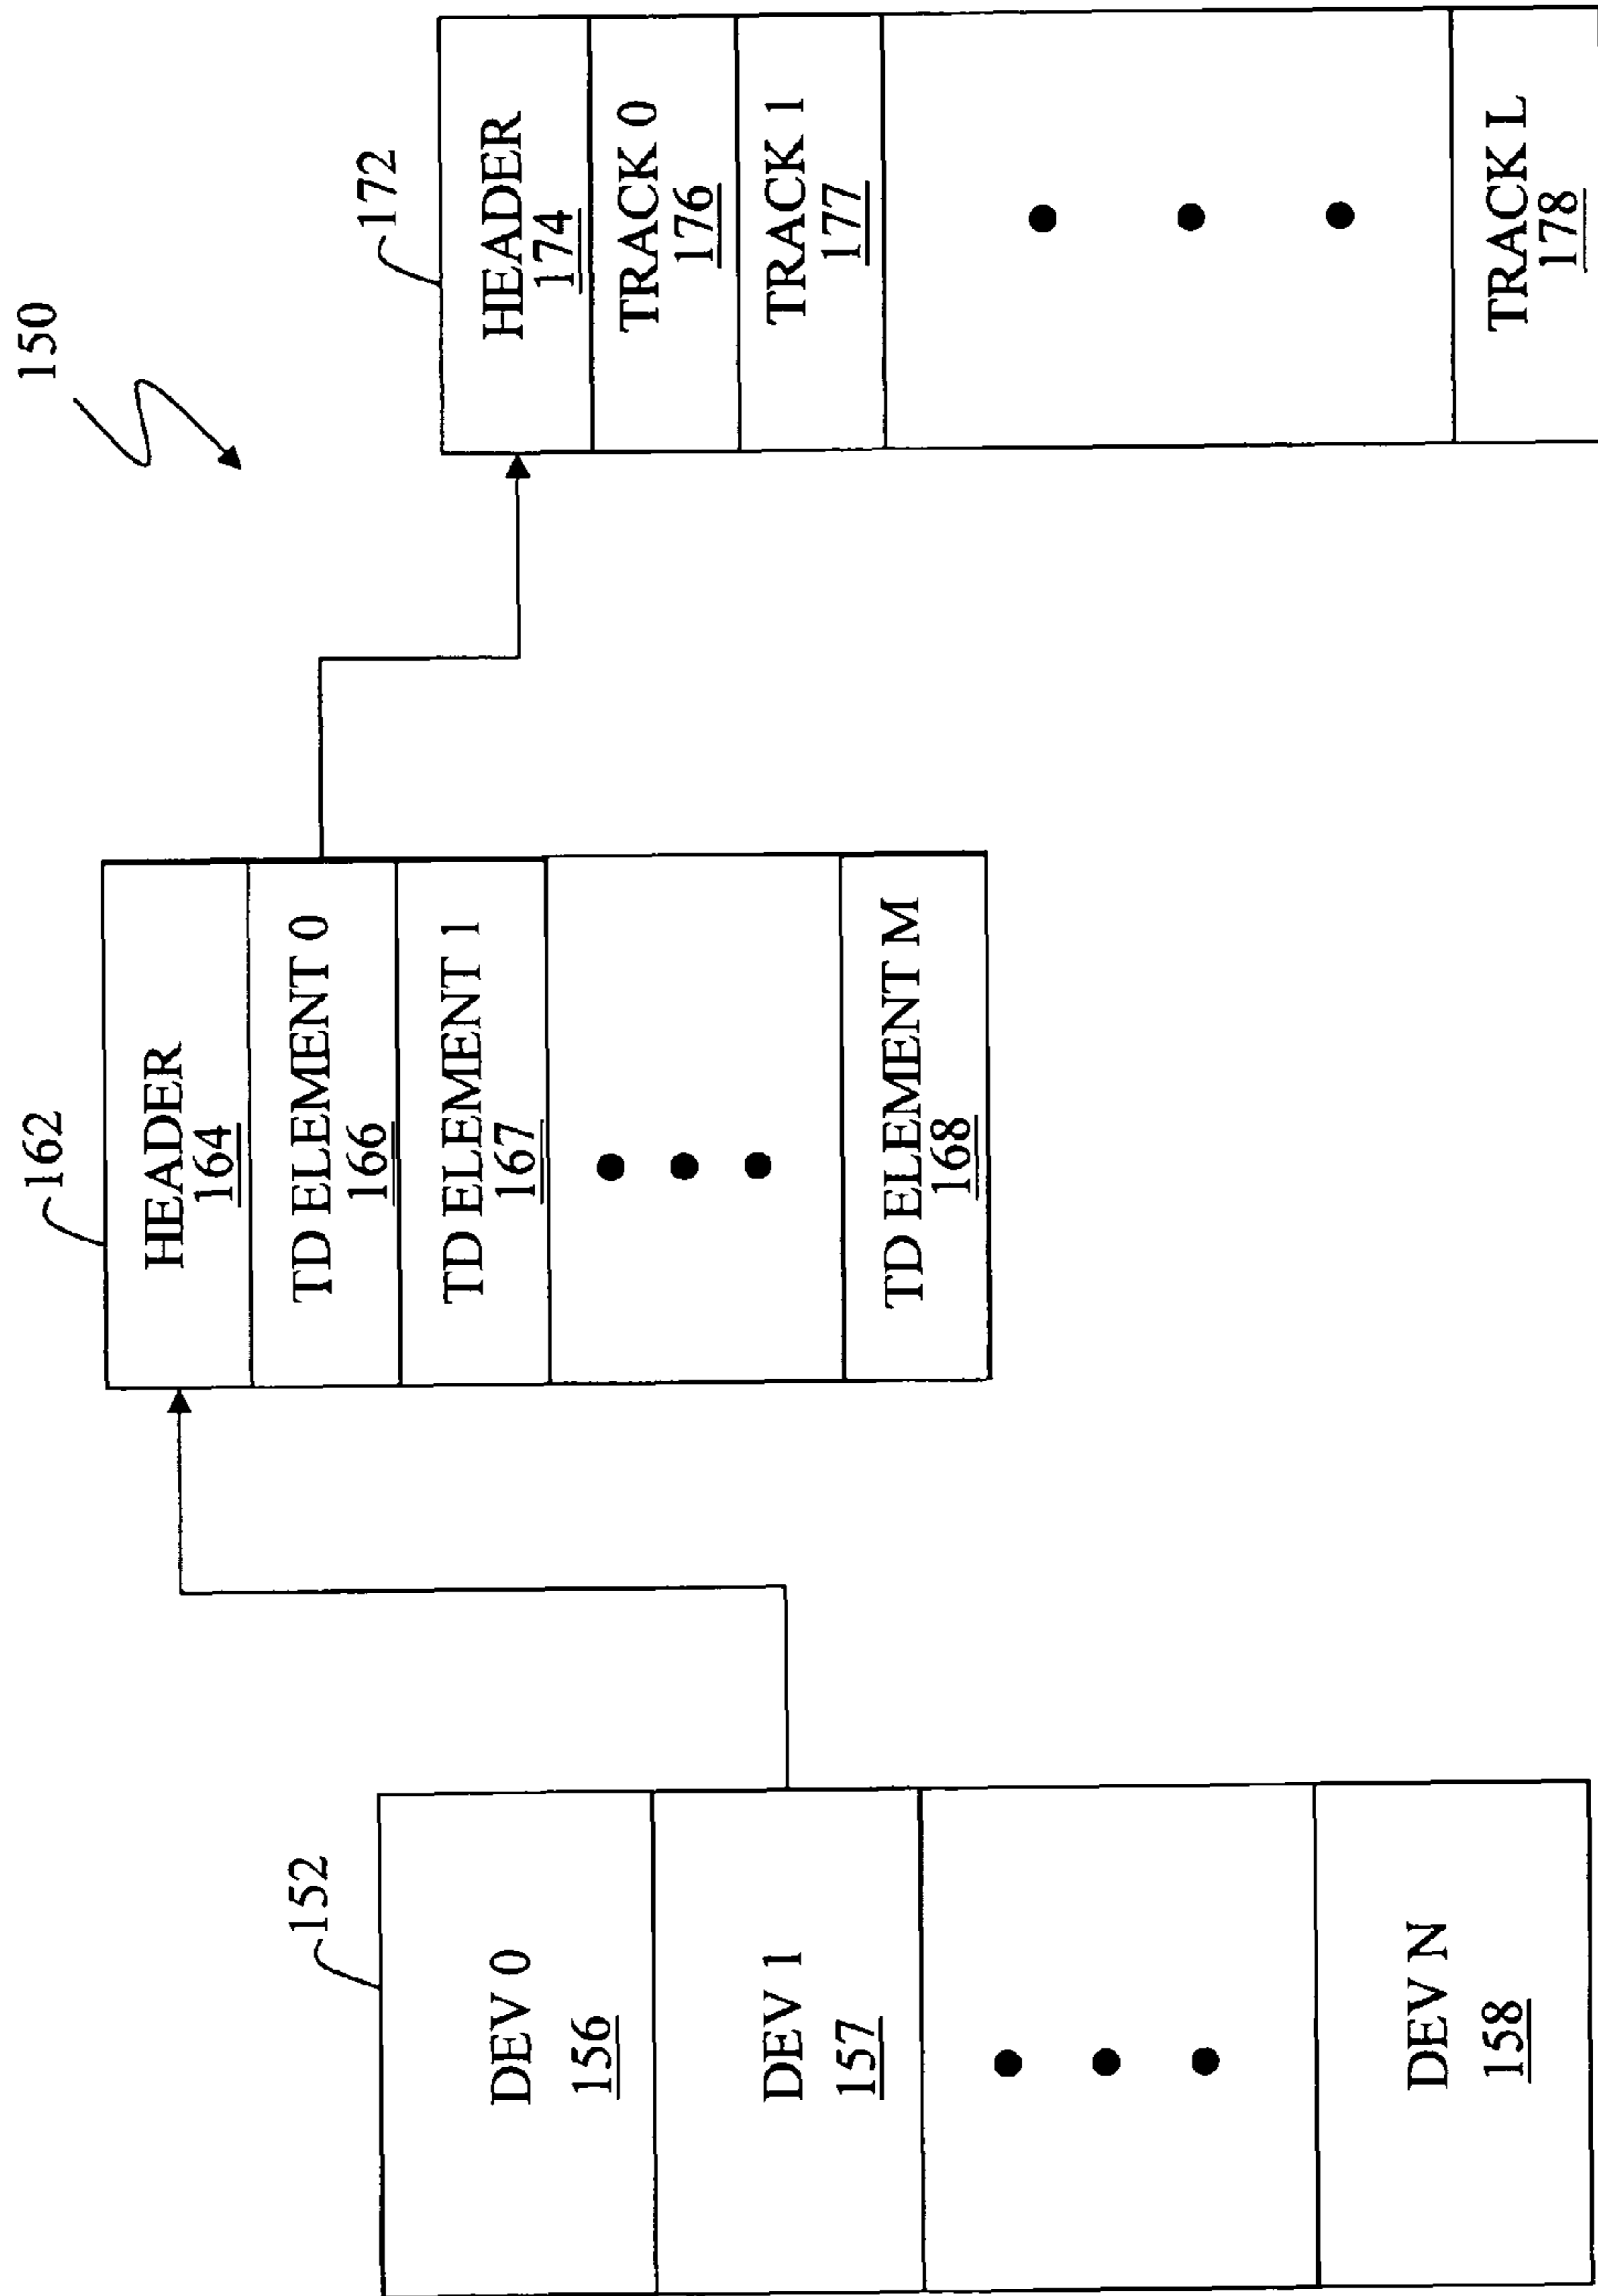 150
152
DEV 0
156
DEV 1
157
DEV N
158
162
HEADER
164
TD ELEMENT 0
166
TD ELEMENT 1
167
TD ELEMENT M
168
172
HEADER
174
TRACK 0
176
TRACK 1
177
TRACK L
178